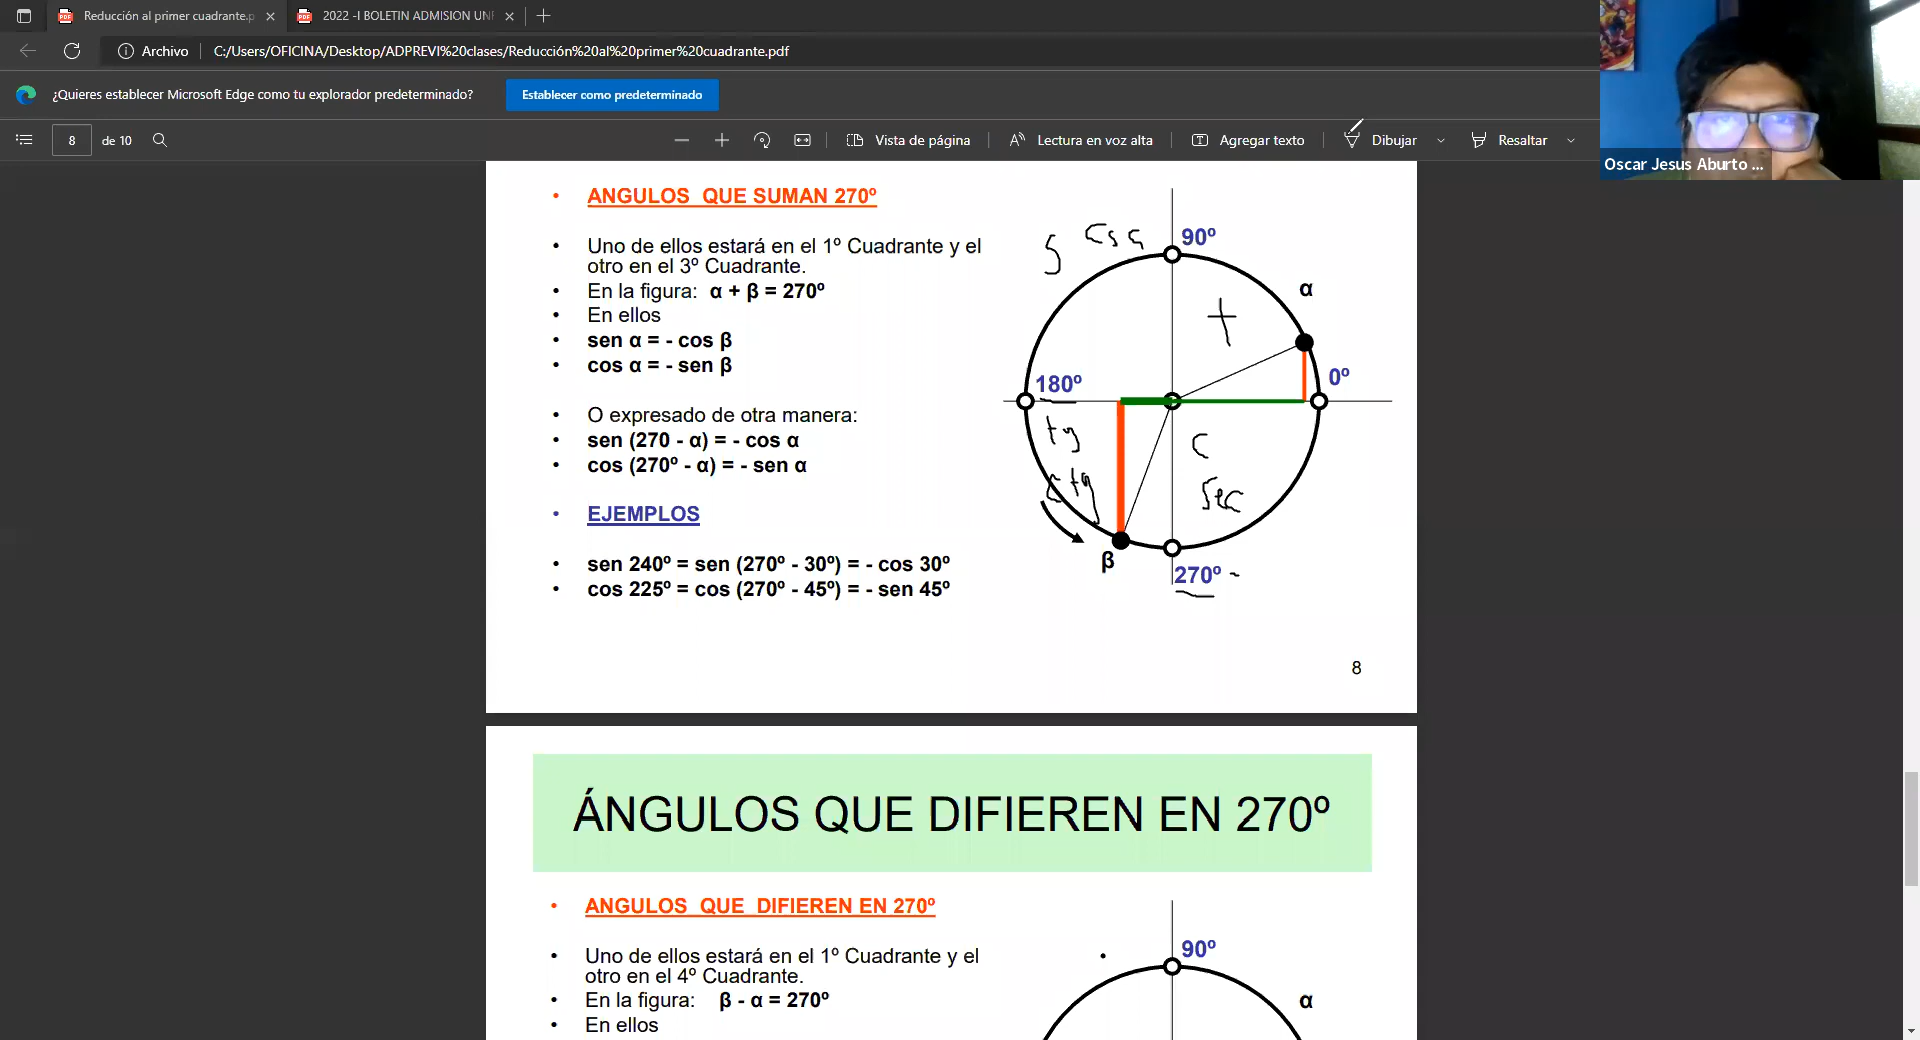 Reducción al primer cuadrante.p
2022 -I BOLETIN ADMISION UNF
Archivo
C:/Users/OFICINA/Desktop/ADPREVI%20clases/Reducción%20al%20primer%20cuadrante.pdf
¿Quieres establecer Microsoft Edge como tu explorador predeterminado?
Establecer como predeterminado
8 de 10
Vista de página
Lectura en voz alta
Agregar texto
Dibujar
Resaltar
Oscar Jesus Aburto ...
• ANGULOS QUE SUMAN 270º
• Uno de ellos estará en el 1º Cuadrante y el
otro en el 3º Cuadrante.
• En la figura: α + β = 270º
• En ellos
• sen α = - cos β
• cos α = - sen β
• O expresado de otra manera:
• sen (270 - α) = - cos α
• cos (270º - α) = - sen α
• EJEMPLOS
• sen 240º = sen (270º - 30º) = - cos 30º
• cos 225º = cos (270º - 45º) = - sen 45º
S
Csc
90º
α
+
180º
0º
tg
ctg
C
Sec
β
270º -
8
ÁNGULOS QUE DIFIEREN EN 270º
• ANGULOS QUE DIFIEREN EN 270º
• Uno de ellos estará en el 1º Cuadrante y el
otro en el 4º Cuadrante.
• En la figura: β - α = 270º
• En ellos
90º
α